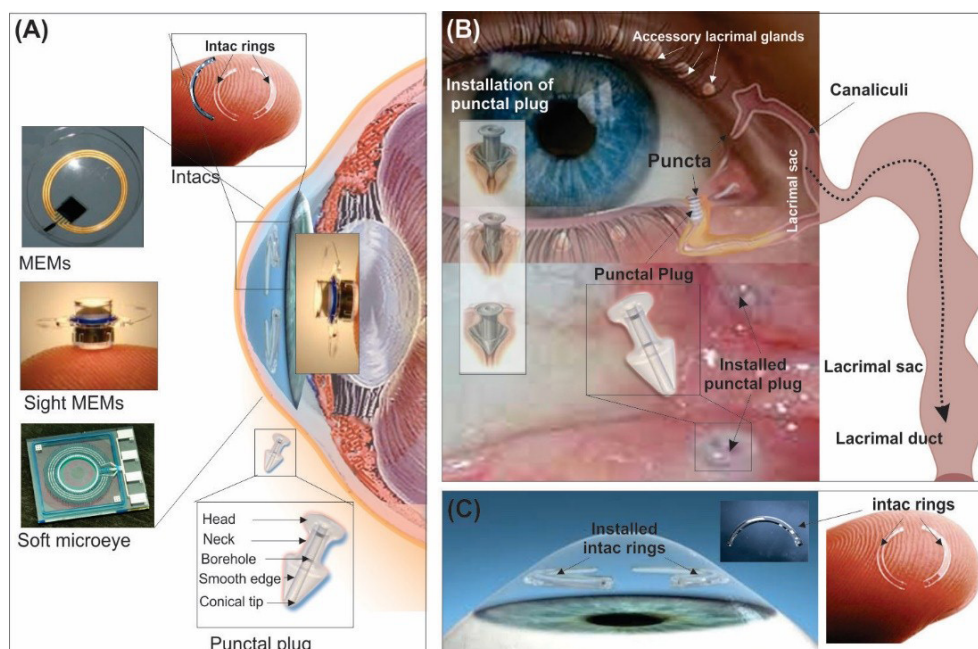 (A)
Intac rings
Intacs
MEMs
Sight MEMs
Soft microeye
Head
Neck
Borehole
Smooth edge
Conical tip
Punctal plug
(B)
Accessory lacrimal glands
Installation of
punctal plug
Canaliculi
Puncta
Lacrimal sac
Punctal Plug
Installed
punctal plug
Lacrimal sac
Lacrimal duct
(C)
Installed
intac rings
intac rings